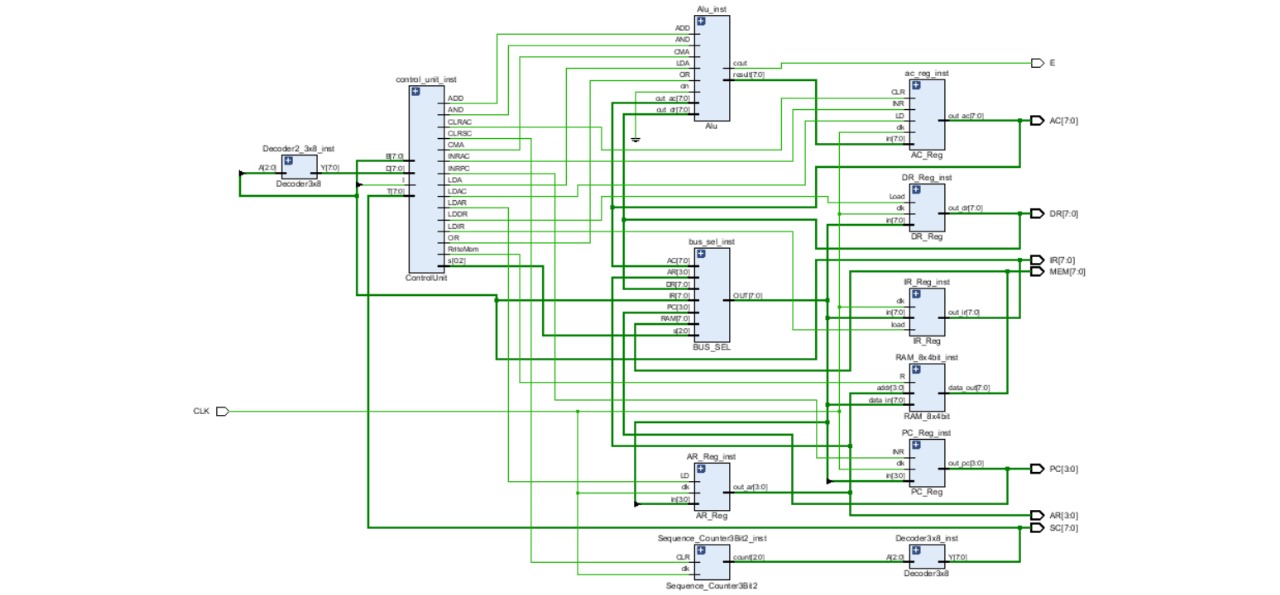 Alu_inst
ADD
AND
CMA
LDA
OR
cin
out_ac[7:0]
out_dr[7:0]
cout
result[7:0]
Alu
E
control_unit_inst
B[7:0]
D[7:0]
I
T[7:0]
ADD
AND
CLRAC
CLRSC
CMA
INRAC
INRPC
LDA
LDAC
LDAR
LDDR
LDIR
OR
s[0:2]
ControlUnit
Decoder2_3x8_inst
A[2:0]
Y[7:0]
Decoder3x8
ac_reg_inst
CLR
INR
LD
clk
in[7:0]
out_ac[7:0]
AC_Reg
AC[7:0]
DR_Reg_inst
Load
clk
in[7:0]
out_dr[7:0]
DR_Reg
DR[7:0]
bus_sel_inst
AC[7:0]
AR[3:0]
DR[7:0]
IR[7:0]
PC[3:0]
RAM[7:0]
s[2:0]
OUT[7:0]
BUS_SEL
IR[7:0]
MEM[7:0]
IR_Reg_inst
clk
in[7:0]
load
out_ir[7:0]
IR_Reg
RAM_8x4bit_inst
R
addr[3:0]
data_in[7:0]
data_out[7:0]
RAM_8x4bit
CLK
PC_Reg_inst
INR
clk
in[3:0]
out_pc[3:0]
PC_Reg
PC[3:0]
AR_Reg_inst
LD
clk
in[3:0]
out_ar[3:0]
AR_Reg
AR[3:0]
SC[7:0]
Sequence_Counter3Bit2_inst
CLR
clk
count[2:0]
Sequence_Counter3Bit2
Decoder3x8_inst
A[2:0]
Y[7:0]
Decoder3x8